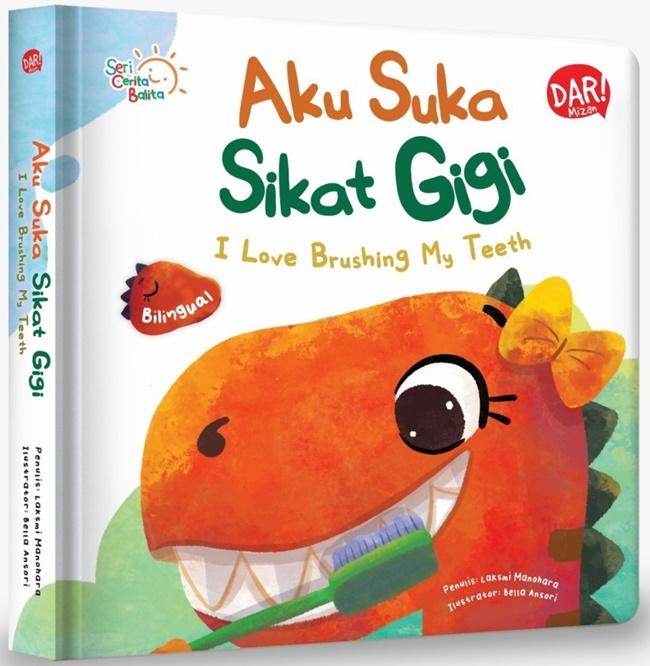 DAR!
Mizan
Aku Suka Sikat Gigi
I Love Brushing My Teeth
Penulis: Laksmi Manohara
Ilustrator: Bella Ansori
Seri
Cerita
Balita
Aku Suka
Sikat Gigi
I Love Brushing My Teeth
DAR!
Mizan
Bilingual
Penulis: Laksmi Manohara
Ilustrator: Bella Ansori